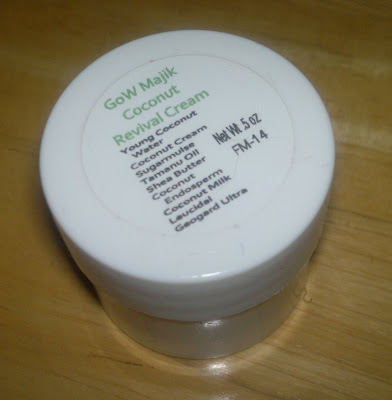 GoW Majik
Coconut
Revival Cream
Young Coconut
Water
Coconut Cream
Sugarmulse
Tamanu Oil
Shea Butter
Coconut
Endosperm
Coconut Milk
Leucidal
Geogard Ultra
Net Wt .5 oz
FM-14